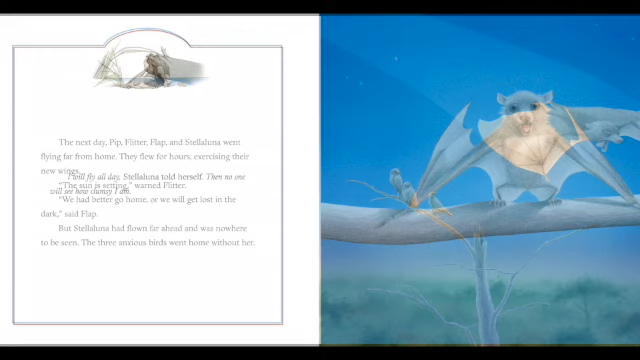 The next day, Pip, Flitter, Flap, and Stellaluna went
flying far from home. They flew for hours, exercising their
new wings.
I will fly all day, Stellaluna told herself. Then no one
"The sun is setting," warned Flitter.
will see how clumsy I am.
"We had better go home, or we will get lost in the
dark," said Flap.
But Stellaluna had flown far ahead and was nowhere
to be seen. The three anxious birds went home without her.